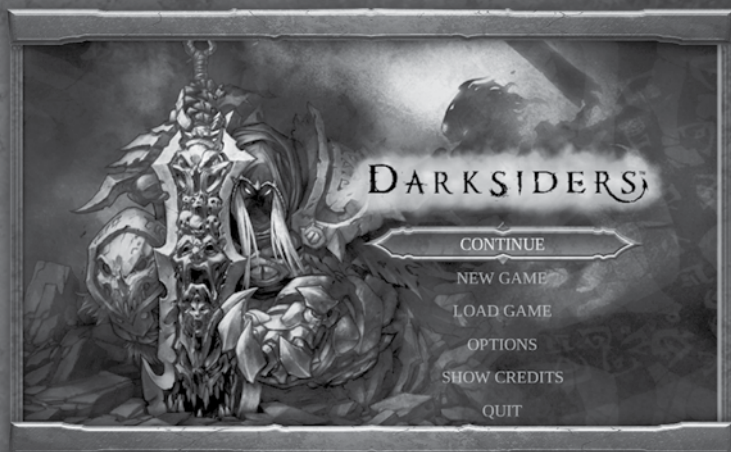 DARKSIDERS
CONTINUE
NEW GAME
LOAD GAME
OPTIONS
SHOW CREDITS
QUIT